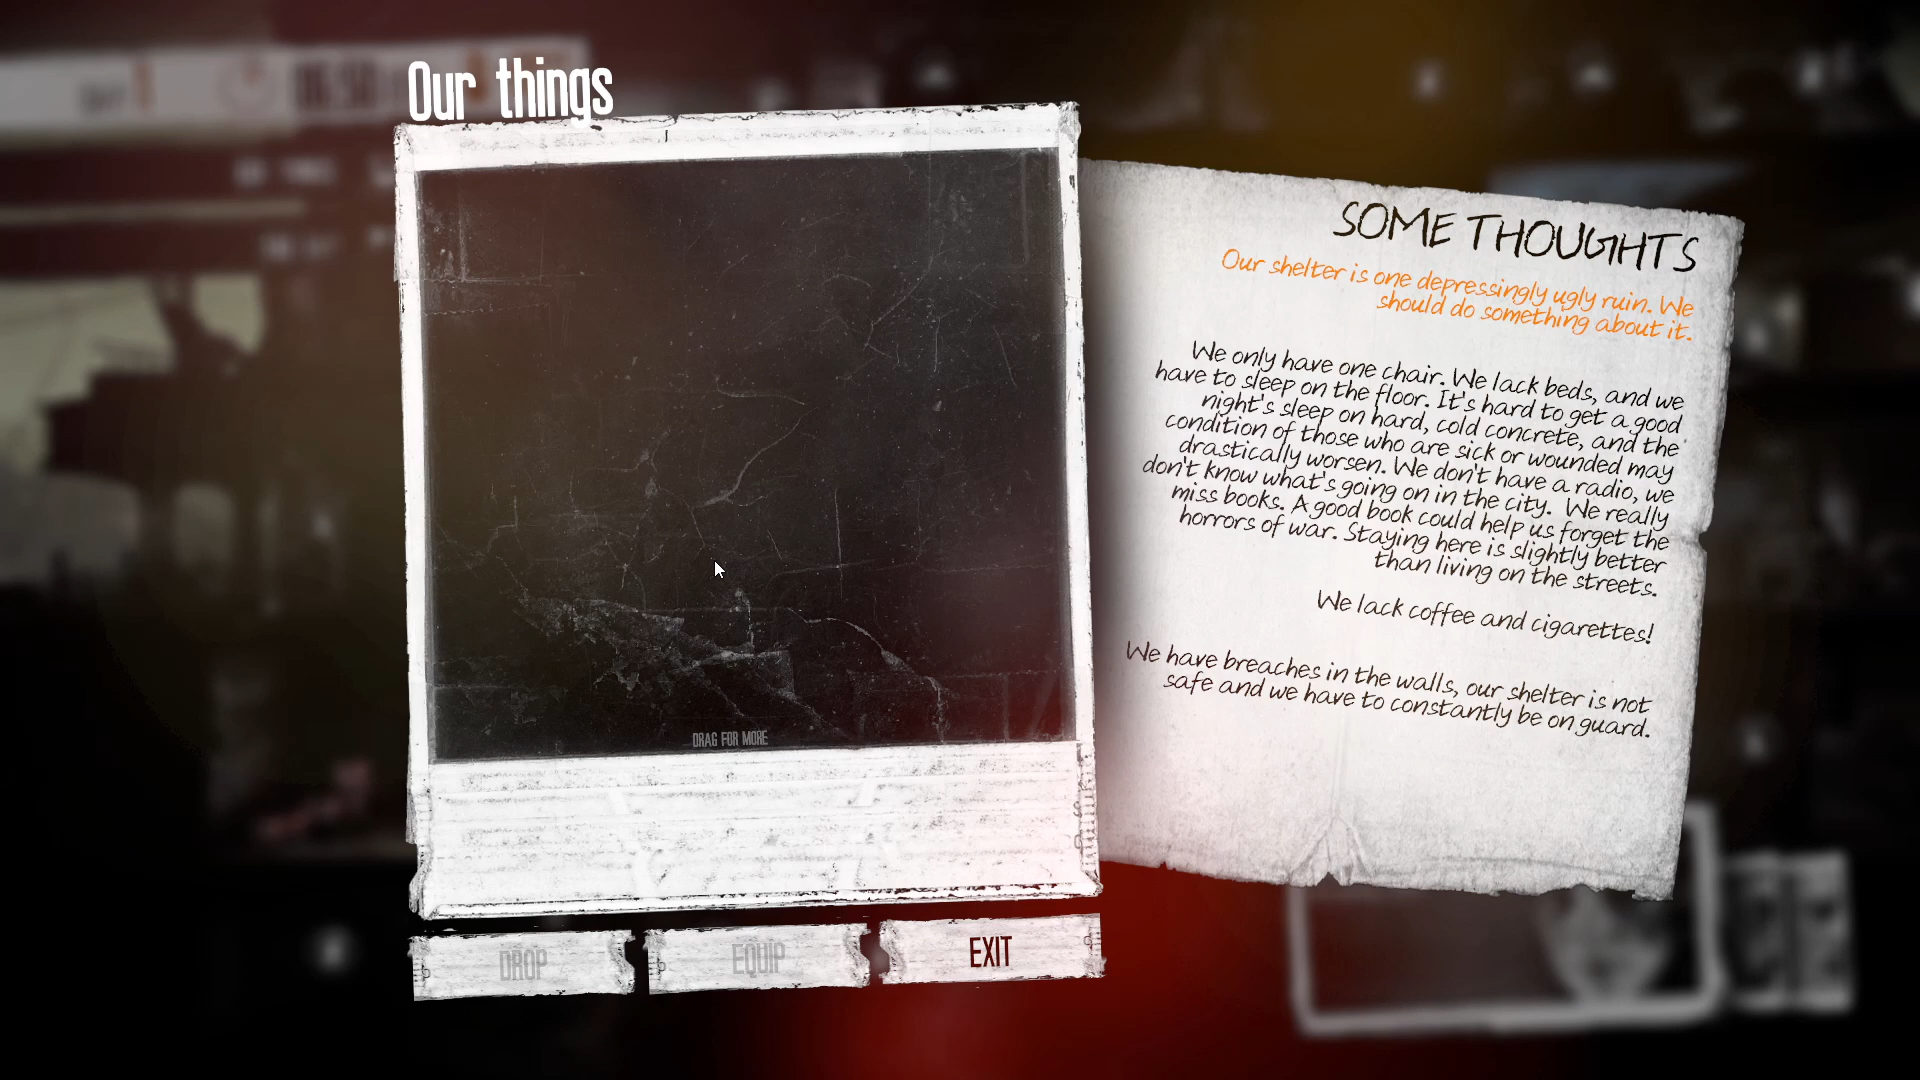 Our things
SOME THOUGHTS
Our shelter is one depressingly ugly ruin. We
should do something about it.
We only have one chair. We lack beds, and we
have to sleep on the floor. It's hard to get a good
night's sleep on hard, cold concrete, and the
condition of those who are sick or wounded may
drastically worsen. We don't have a radio, we
don't know what's going on in the city. We really
miss books. A good book could help us forget the
horrors of war. Staying here is slightly better
than living on the streets.
We lack coffee and cigarettes!
We have breaches in the walls, our shelter is not
safe and we have to constantly be on guard.
DRAG FOR MORE
DROP
EQUIP
EXIT